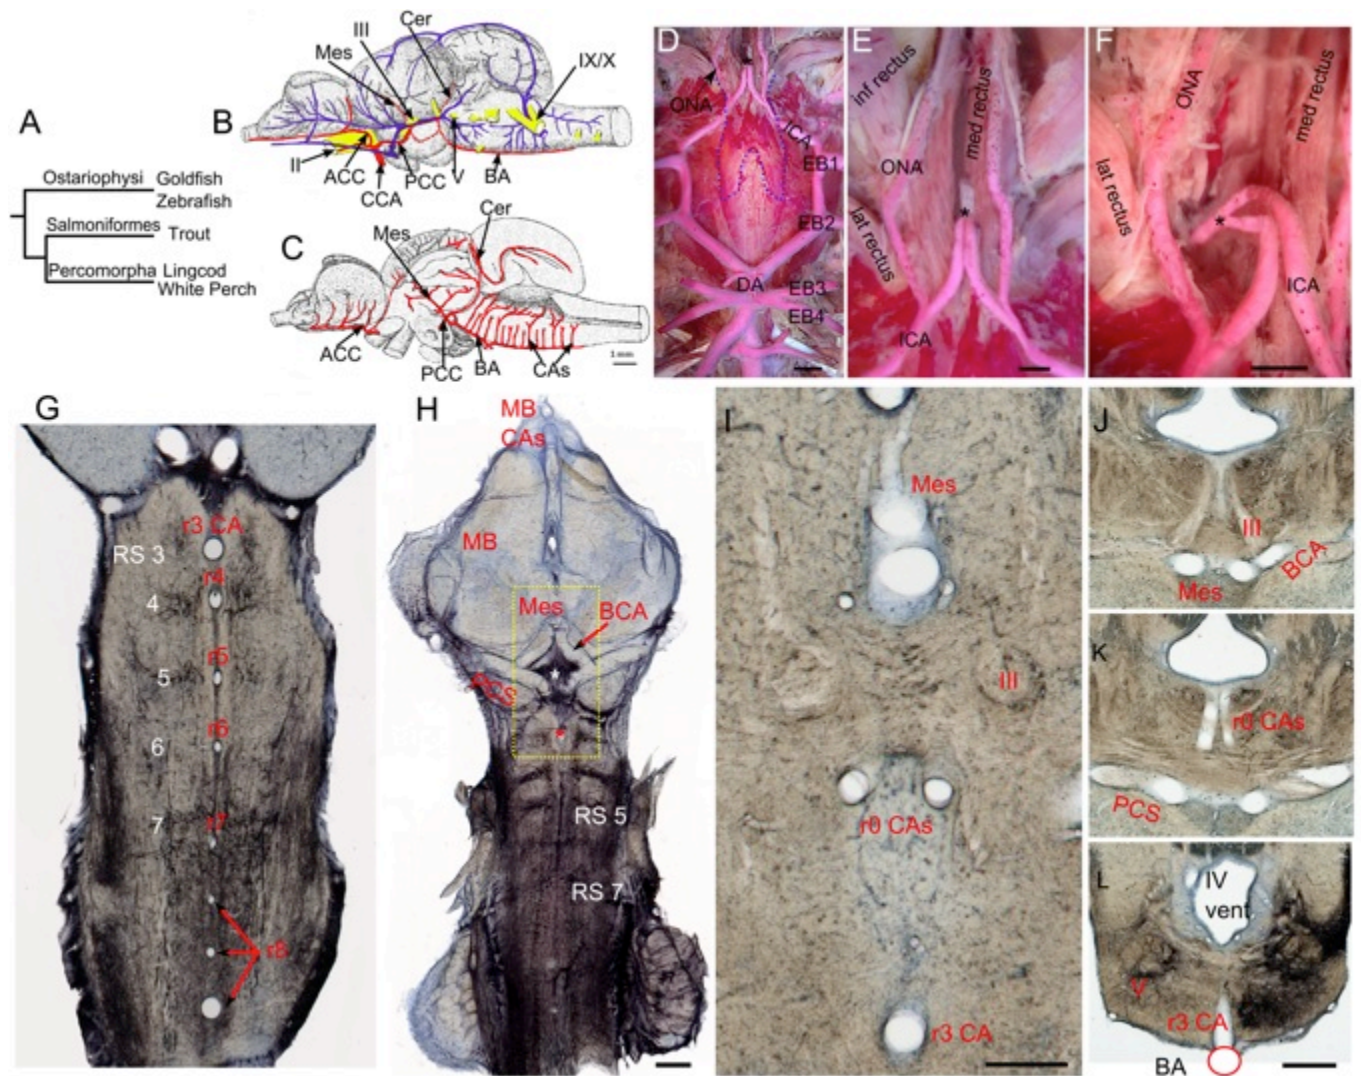 A
Ostariophysi Goldfish
Zebrafish
Salmoniformes Trout
Percomorpha Lingcod
White Perch
B
Mes
III
Cer
IX/X
II
ACC
CCA
PCC
V
BA
C
Mes
Cer
ACC
PCC
BA
CAs
1 mm
D
ONA
ICA
EB1
EB2
DA
EB3
EB4
*
E
inf rectus
med rectus
ONA
*
lat rectus
ICA
F
ONA
med rectus
lat rectus
*
ICA
G
r3 CA
RS 3
r4
4
r5
5
r6
6
r7
7
r8
H
MB
CAs
MB
Mes
BCA
PCS
*
*
RS 5
RS 7
I
Mes
III
r0 CAs
r3 CA
J
III
BCA
Mes
K
r0 CAs
PCS
L
IV
vent
V
r3 CA
BA